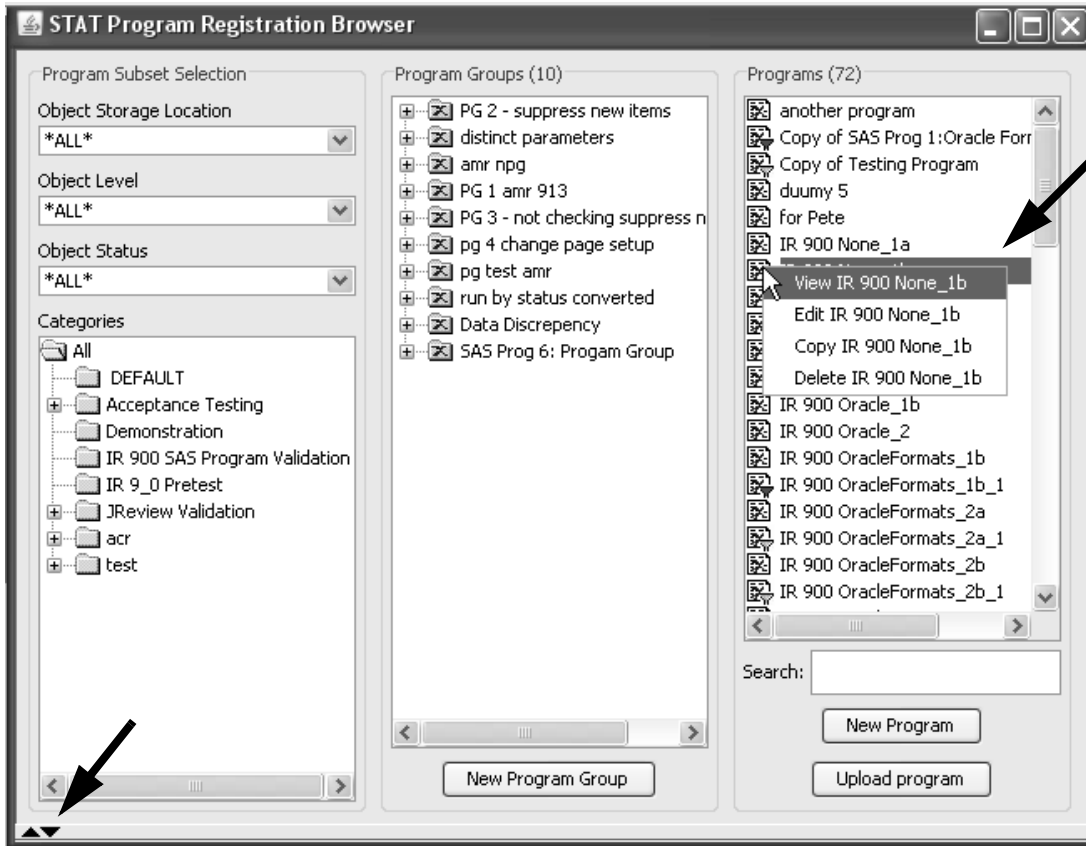 STAT Program Registration Browser
Program Subset Selection
Object Storage Location
*ALL*
Object Level
*ALL*
Object Status
*ALL*
Categories
All
DEFAULT
Acceptance Testing
Demonstration
IR 900 SAS Program Validation
IR 9_0 Pretest
JReview Validation
acr
test
Program Groups (10)
PG 2 - suppress new items
distinct parameters
amr npg
PG 1 amr 913
PG 3 - not checking suppress n
pg 4 change page setup
pg test amr
run by status converted
Data Discrepency
SAS Prog 6: Progam Group
New Program Group
Programs (72)
another program
Copy of SAS Prog 1:Oracle Forr
Copy of Testing Program
duumy 5
for Pete
IR 900 None_1a
View IR 900 None_1b
Edit IR 900 None_1b
Copy IR 900 None_1b
Delete IR 900 None_1b
IR 900 Oracle_1b
IR 900 Oracle_2
IR 900 OracleFormats_1b
IR 900 OracleFormats_1b_1
IR 900 OracleFormats_2a
IR 900 OracleFormats_2a_1
IR 900 OracleFormats_2b
IR 900 OracleFormats_2b_1
Search:
New Program
Upload program